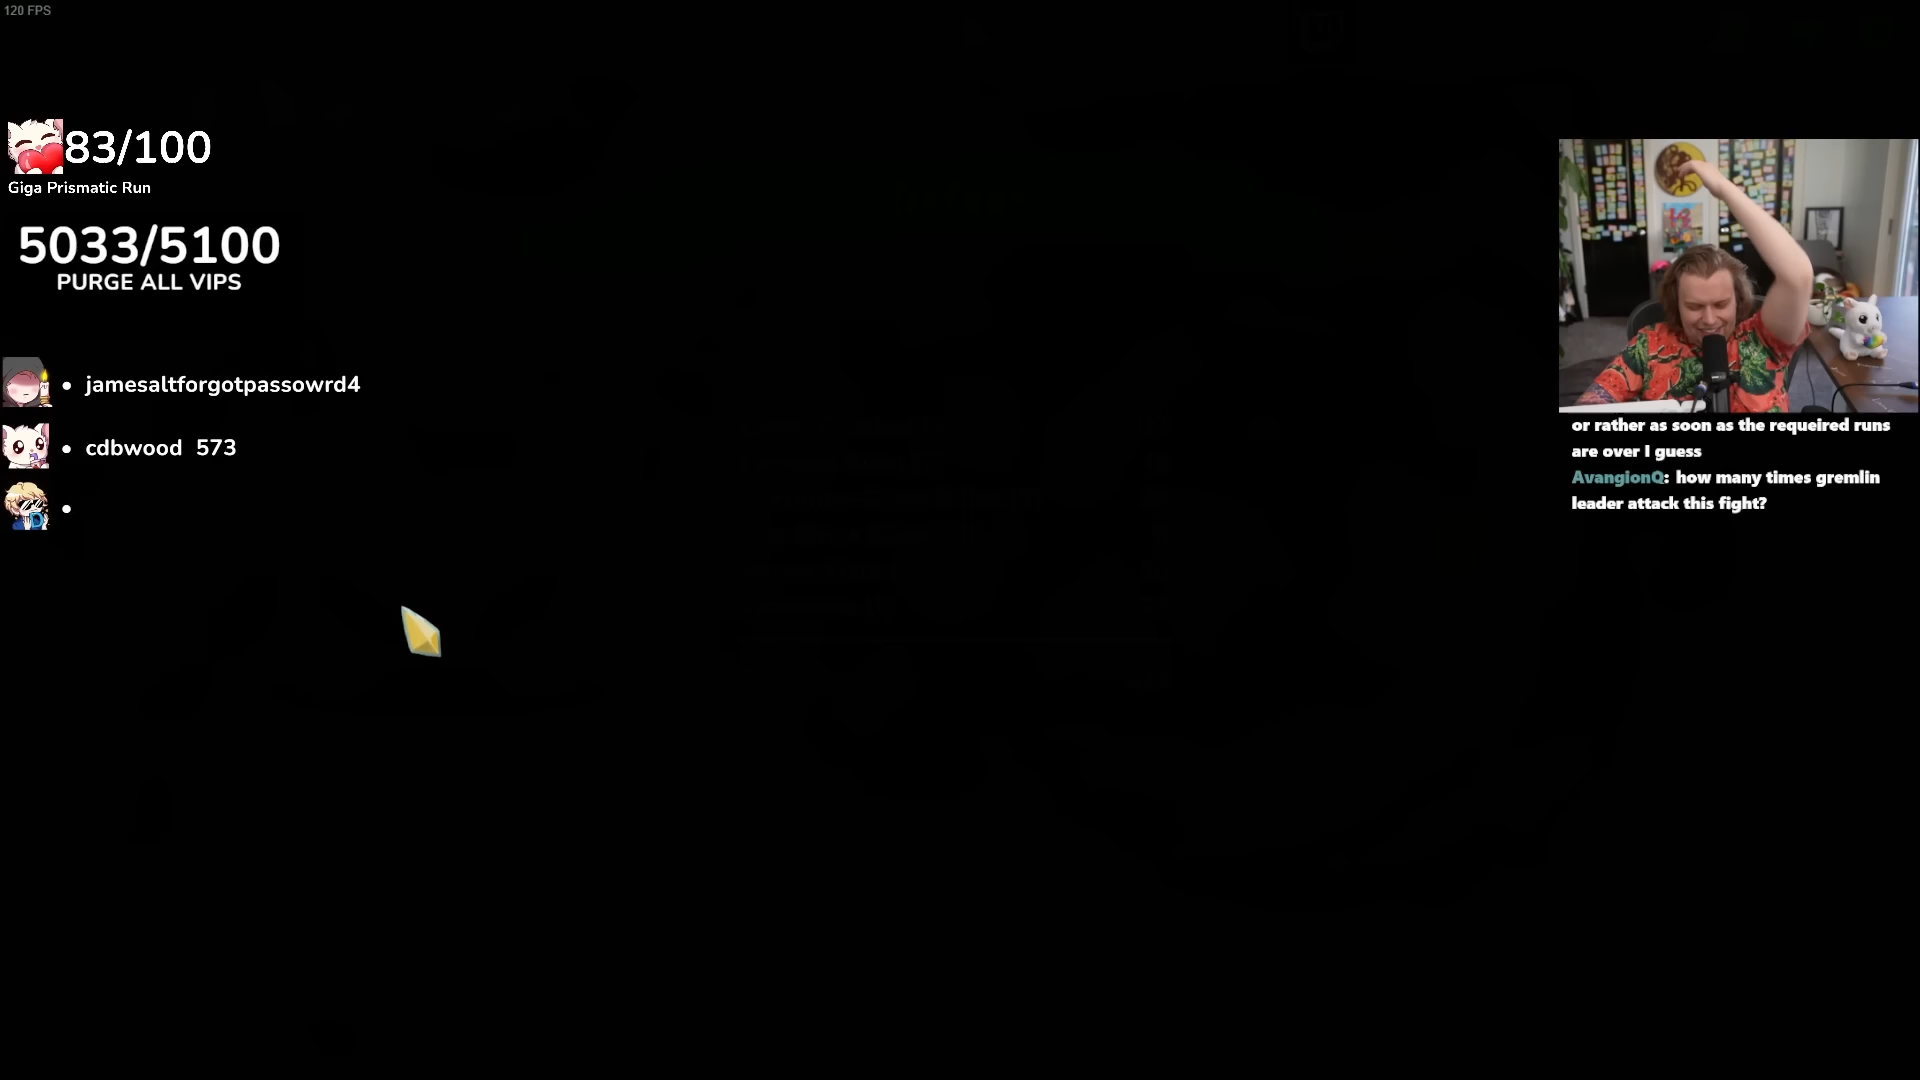 120 FPS
83/100
Giga Prismatic Run
5033/5100
PURGE ALL VIPS
• jamesaltforgotpassowrd4
• cdbwood 573
•
or rather as soon as the requeired runs
are over I guess
AvangionQ: how many times gremlin
leader attack this fight?